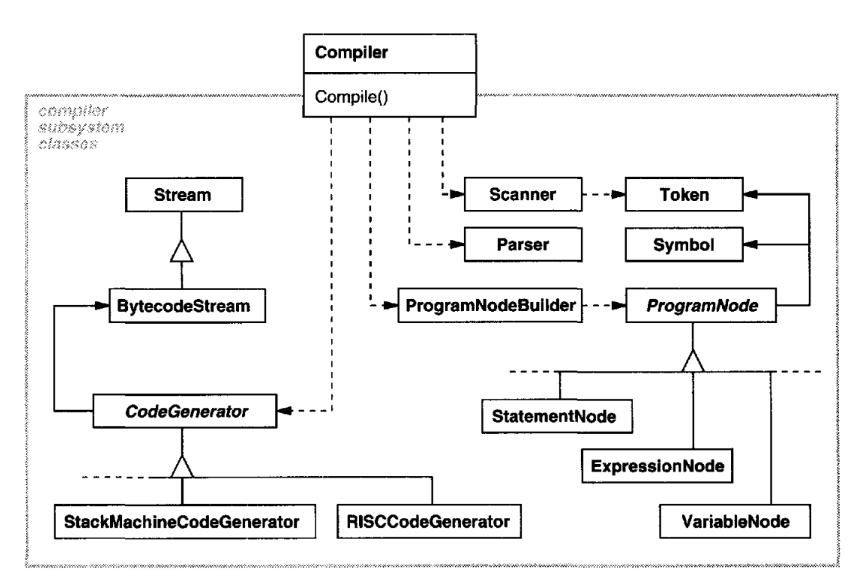 Compiler
Compile()
compiler
subsystem
classes
Stream
Scanner
Token
Parser
Symbol
BytecodeStream
ProgramNodeBuilder
ProgramNode
CodeGenerator
StatementNode
ExpressionNode
StackMachineCodeGenerator
RISCCodeGenerator
VariableNode